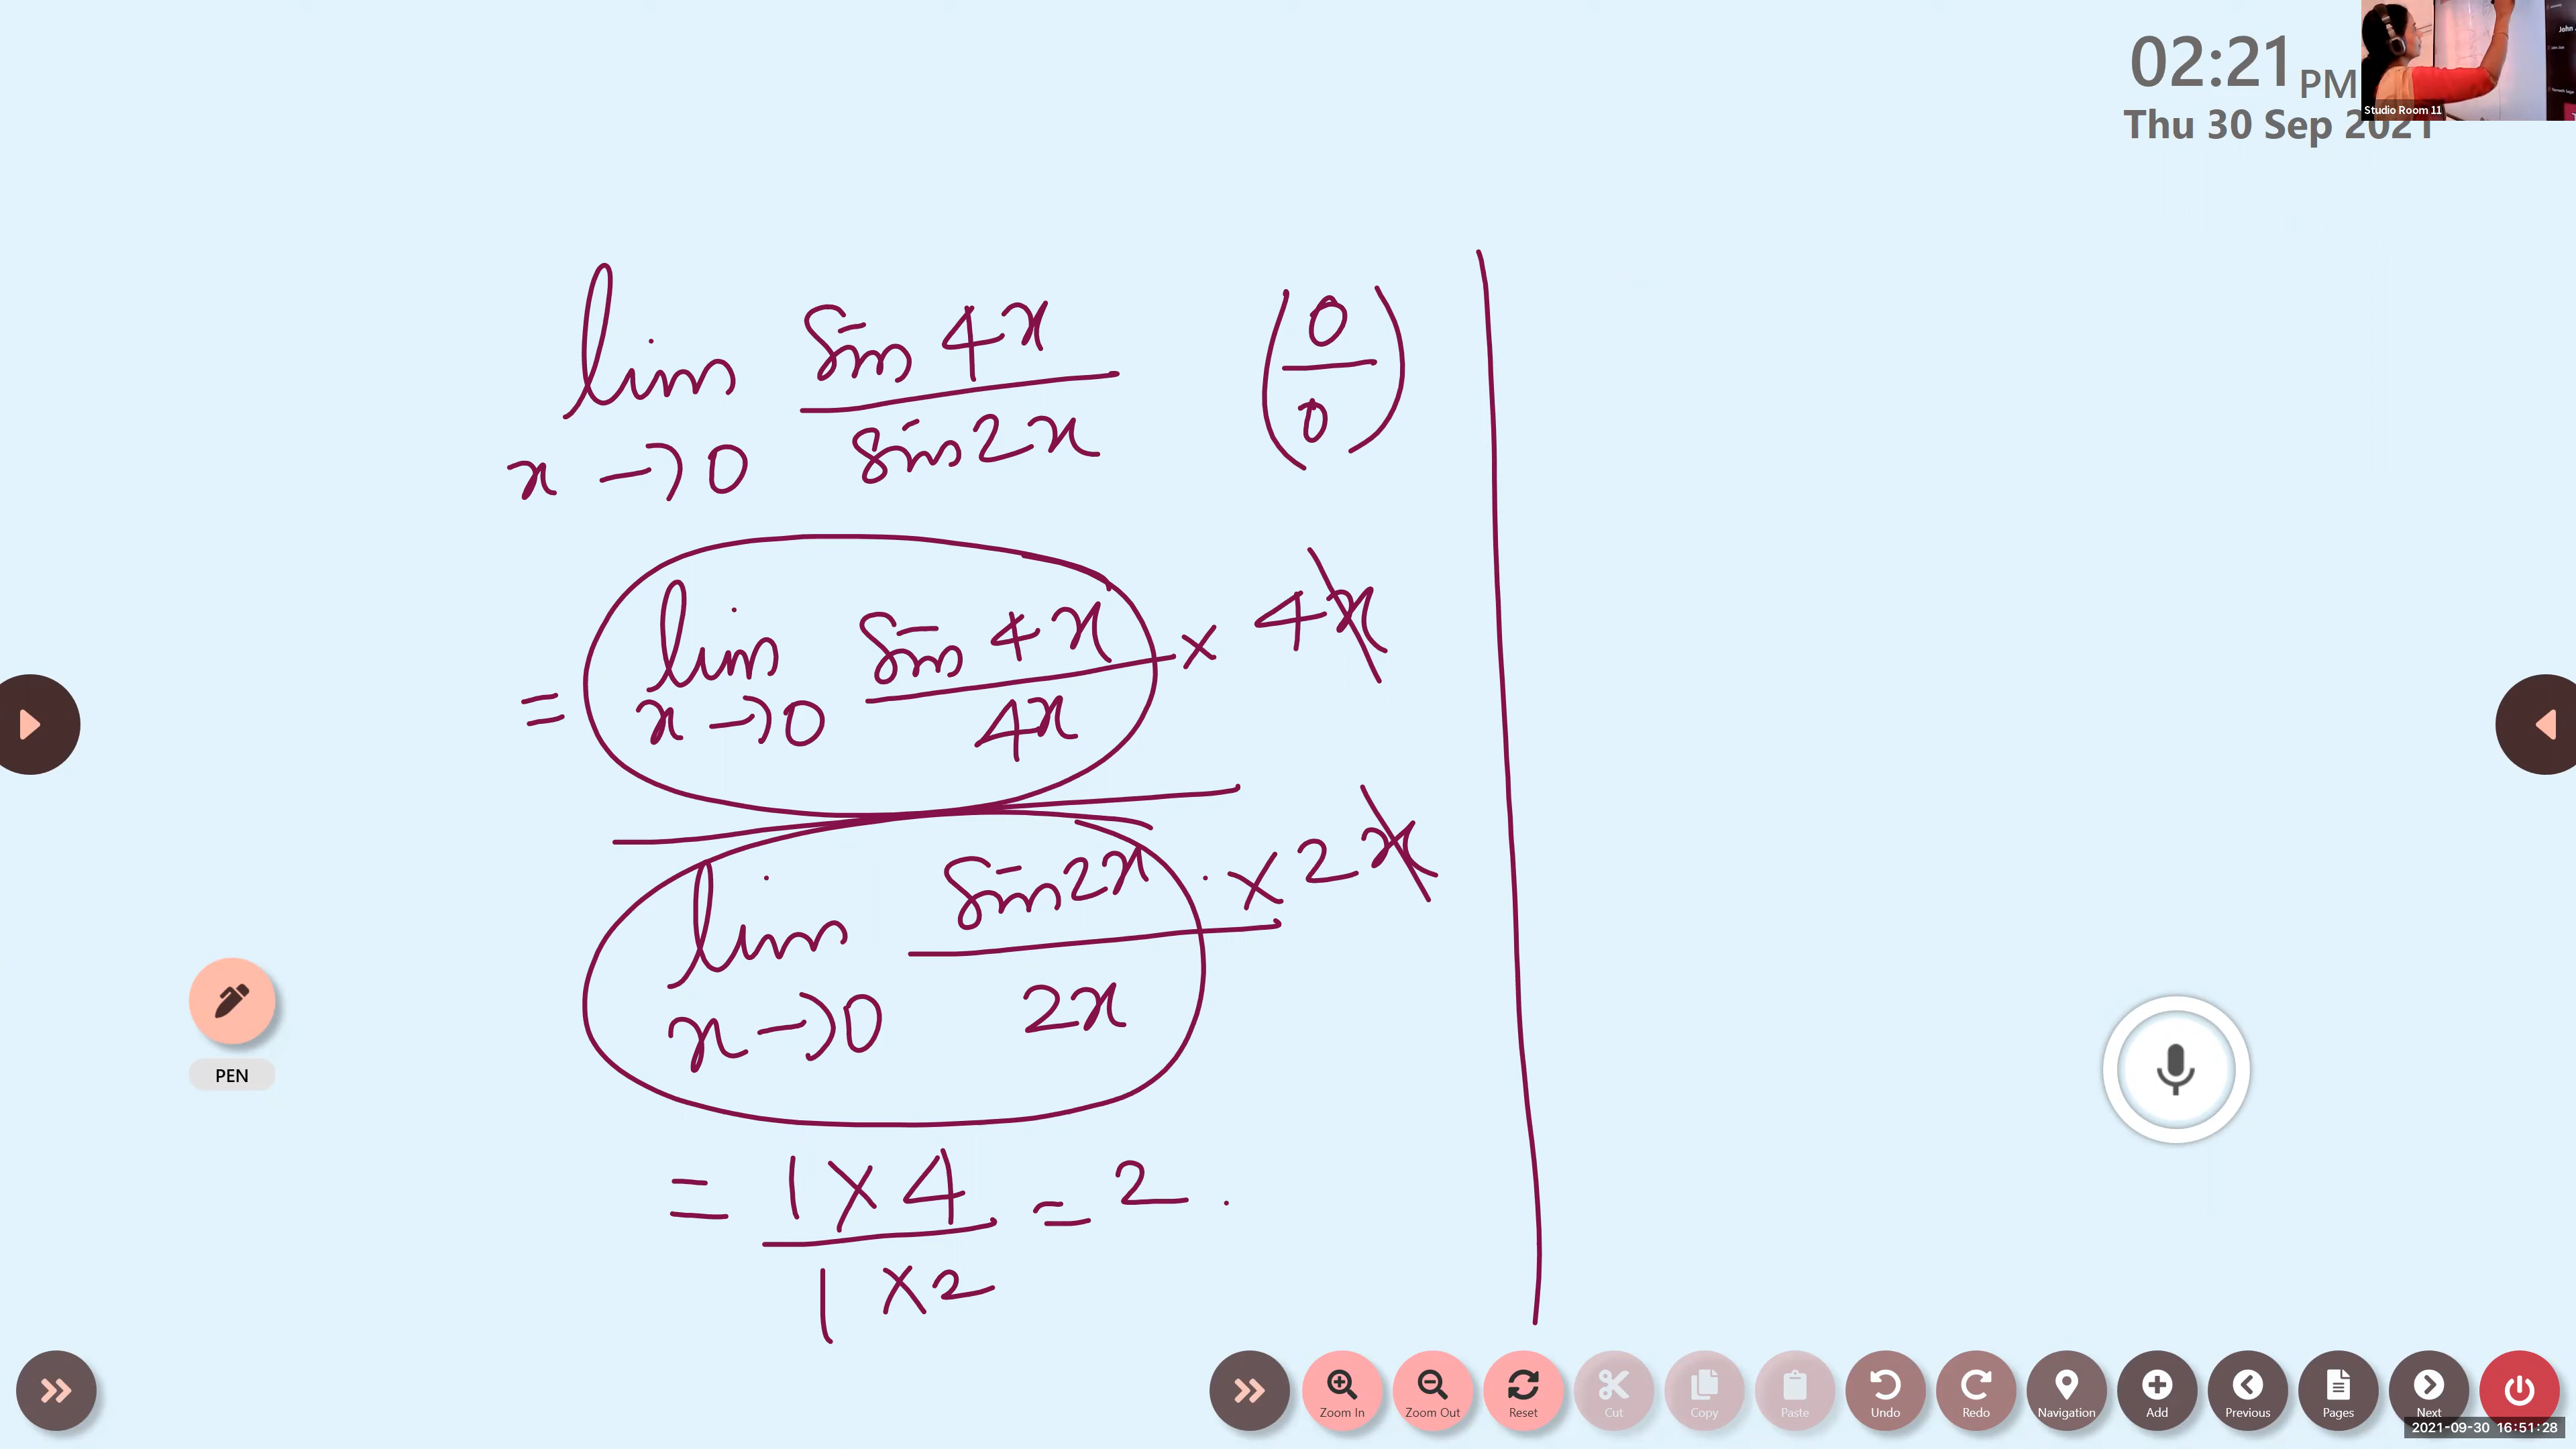 02:21 PM
Thu 30 Sep 2021
Studio Room 11
lim sin 4x ( 0
x → 0 sin 2x 0 )
= lim sin 4x × 4x
x → 0 4x
lim sin 2x . × 2x
x → 0 2x
= 1 × 4 = 2 .
1 × 2
PEN
Zoom In Zoom Out Reset Cut Copy Paste Undo Redo Navigation Add Previous Pages Next
2021-09-30 16:51:28